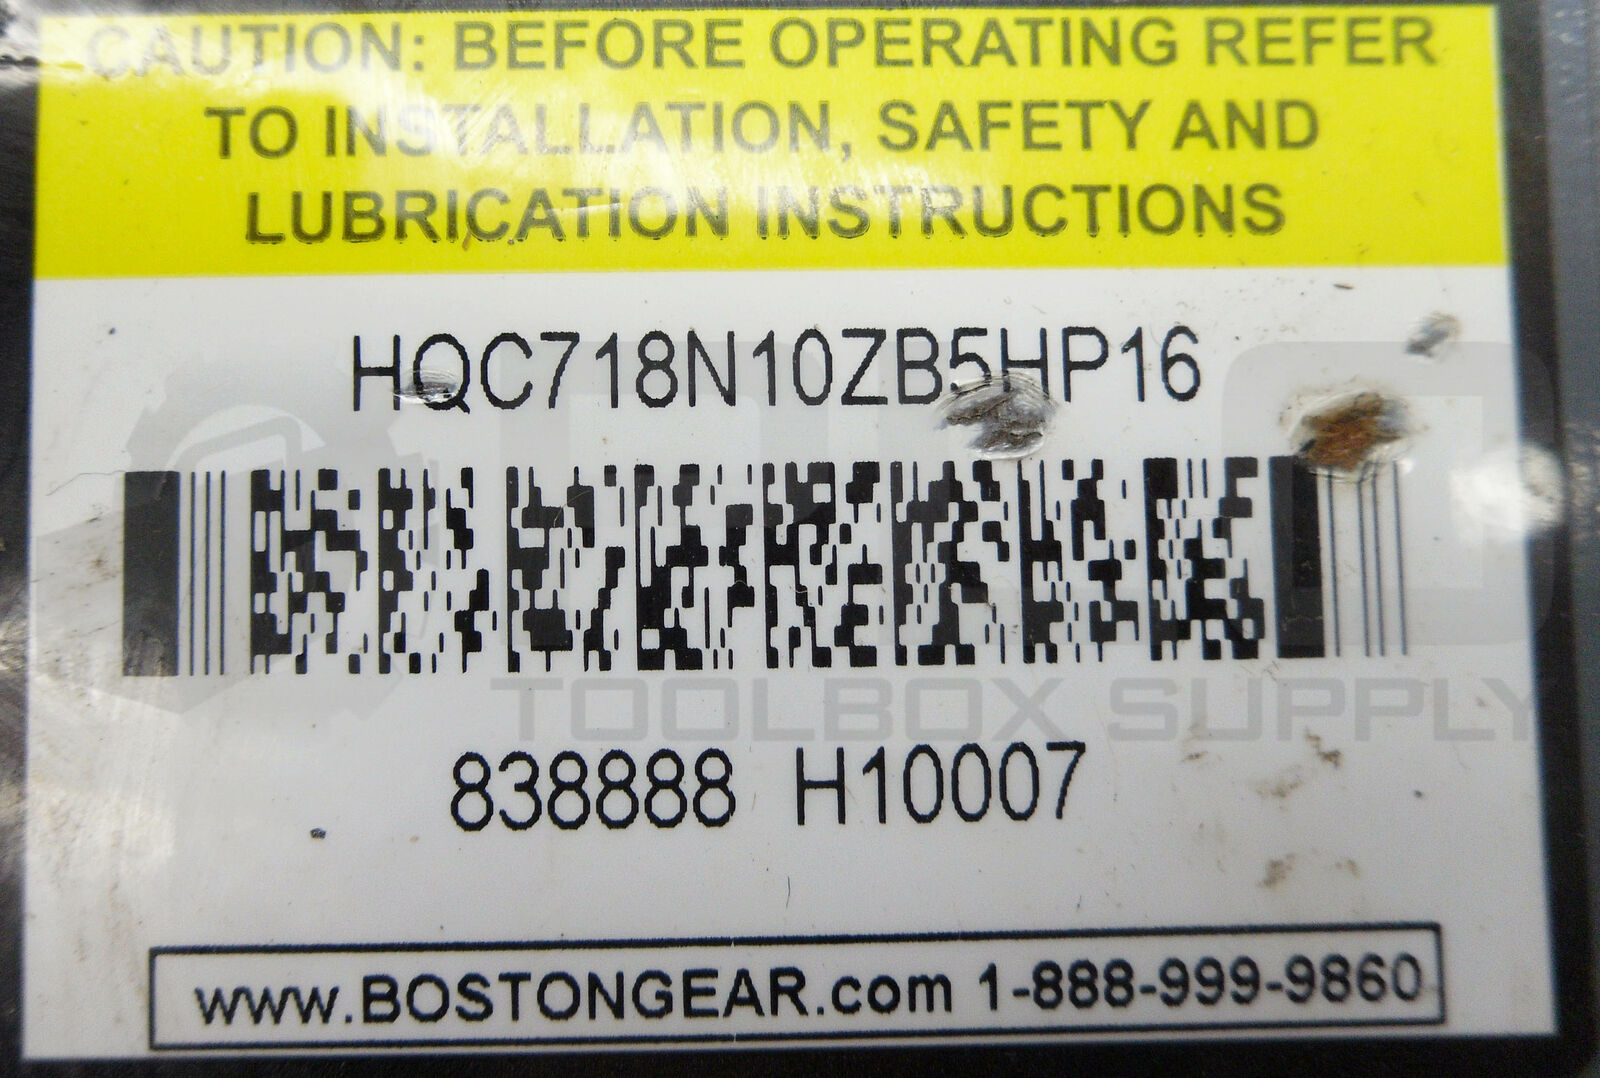 CAUTION: BEFORE OPERATING REFER
TO INSTALLATION, SAFETY AND
LUBRICATION INSTRUCTIONS
HQC718N10ZB5HP16
TOOLBOX SUPPLY
838888 H10007
www.BOSTONGEAR.com 1-888-999-9860